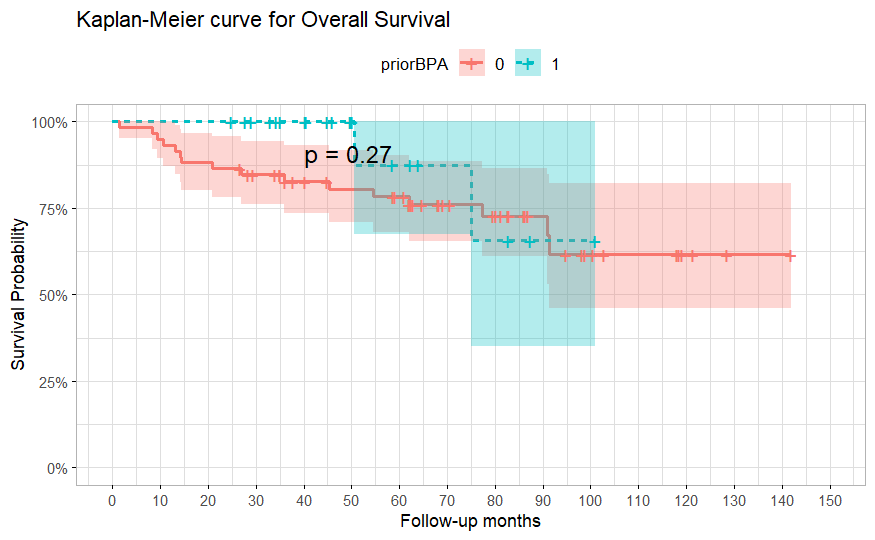 Kaplan-Meier curve for Overall Survival
priorBPA 0 1
100%
p = 0.27
75%
50%
25%
0%
Survival Probability
0 10 20 30 40 50 60 70 80 90 100 110 120 130 140 150
Follow-up months